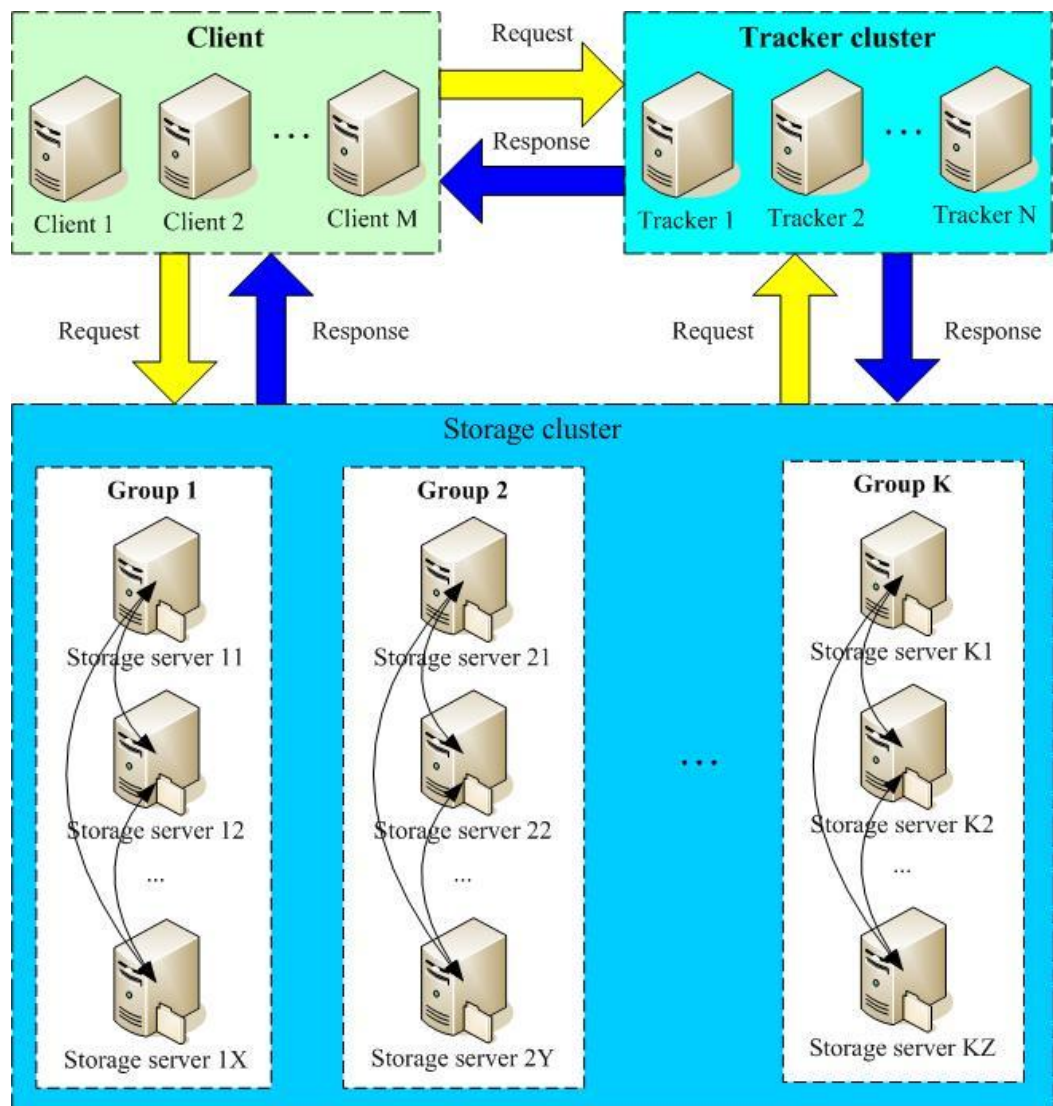 Client
Request
Tracker cluster
...
...
Response
Client 1
Client 2
Client M
Tracker 1
Tracker 2
Tracker N
Request
Response
Request
Response
Storage cluster
Group 1
Storage server 11
Storage server 12
...
Storage server 1X
Group 2
Storage server 21
Storage server 22
...
Storage server 2Y
...
Group K
Storage server K1
Storage server K2
...
Storage server KZ